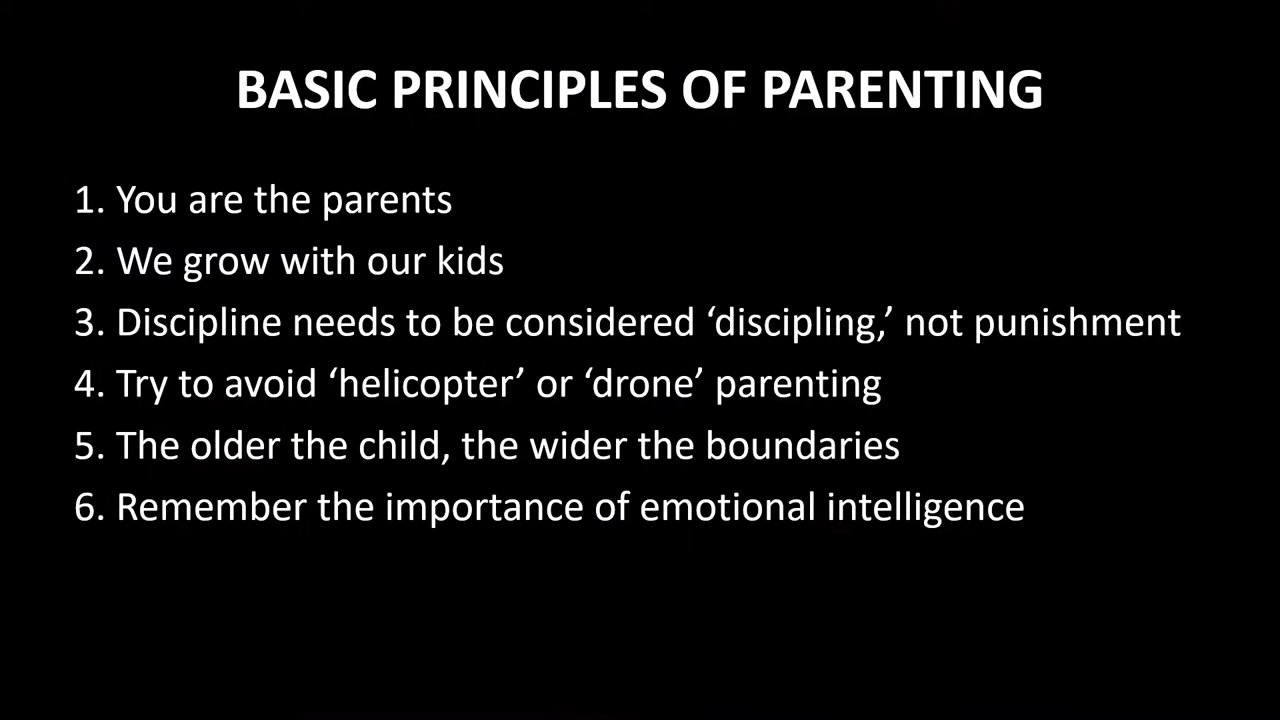 BASIC PRINCIPLES OF PARENTING
1. You are the parents
2. We grow with our kids
3. Discipline needs to be considered ‘discipling,’ not punishment
4. Try to avoid ‘helicopter’ or ‘drone’ parenting
5. The older the child, the wider the boundaries
6. Remember the importance of emotional intelligence